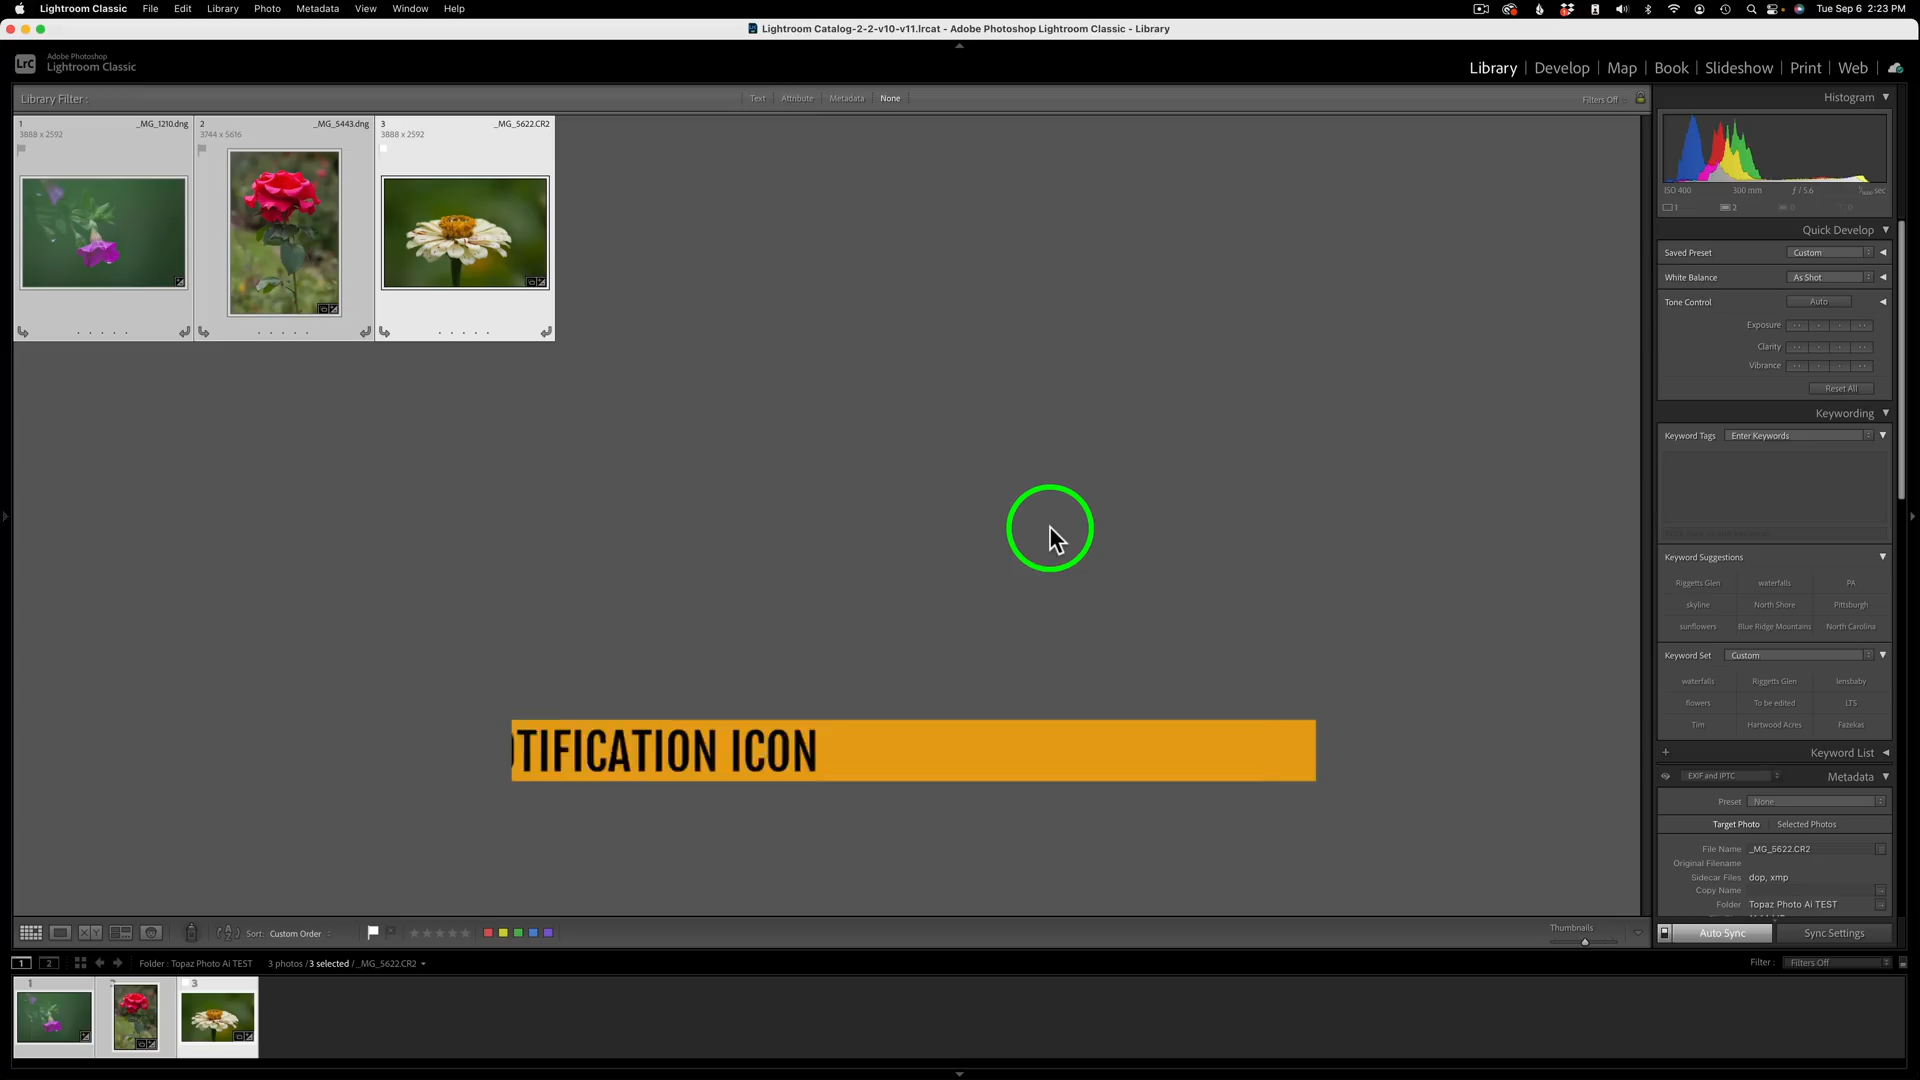 Lightroom Classic File Edit Library Photo Metadata View Window Help
Tue Sep 6 2:23 PM
Lightroom Catalog-2-2-v10-v11.lrcat - Adobe Photoshop Lightroom Classic - Library
LrC
Adobe Photoshop
Lightroom Classic
Library | Develop | Map | Book | Slideshow | Print | Web
Library Filter :
Text Attribute Metadata None
Filters Off
1 _MG_1210.dng
3888 x 2592
2 _MG_5443.dng
3744 x 5616
3 _MG_5622.CR2
3888 x 2592
Histogram
ISO 400 300 mm ƒ / 5.6
1 2 0
Quick Develop
Saved Preset Custom
White Balance As Shot
Tone Control Auto
Exposure
Clarity
Vibrance
Reset All
Keywording
Keyword Tags Enter Keywords
Keyword Suggestions
Riggetts Glen waterfalls PA
skyline North Shore Pittsburgh
sunflowers Blue Ridge Mountains North Carolina
Keyword Set Custom
waterfalls Riggetts Glen lensbaby
flowers To be edited LTS
Tim Hartwood Acres Fazekas
+ Keyword List
EXIF and IPTC Metadata
Preset None
Target Photo Selected Photos
File Name _MG_5622.CR2
Original Filename
Sidecar Files dop, xmp
Copy Name
Folder Topaz Photo Ai TEST
Auto Sync Sync Settings
TIFICATION ICON
XY
Sort: Custom Order
Thumbnails
1 2 Folder : Topaz Photo Ai TEST 3 photos / 3 selected / _MG_5622.CR2
Filter : Filters Off
1
2
3